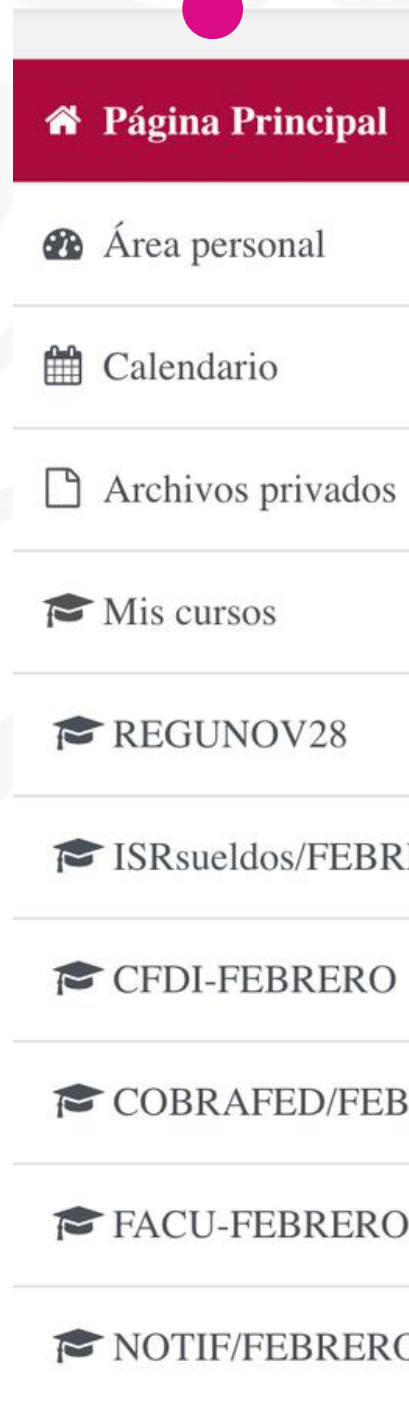 Página Principal
Área personal
Calendario
Archivos privados
Mis cursos
REGUNOV28
ISRsueldos/FEBR
CFDI-FEBRERO
COBRAFED/FEB
FACU-FEBRERO
NOTIF/FEBRERO